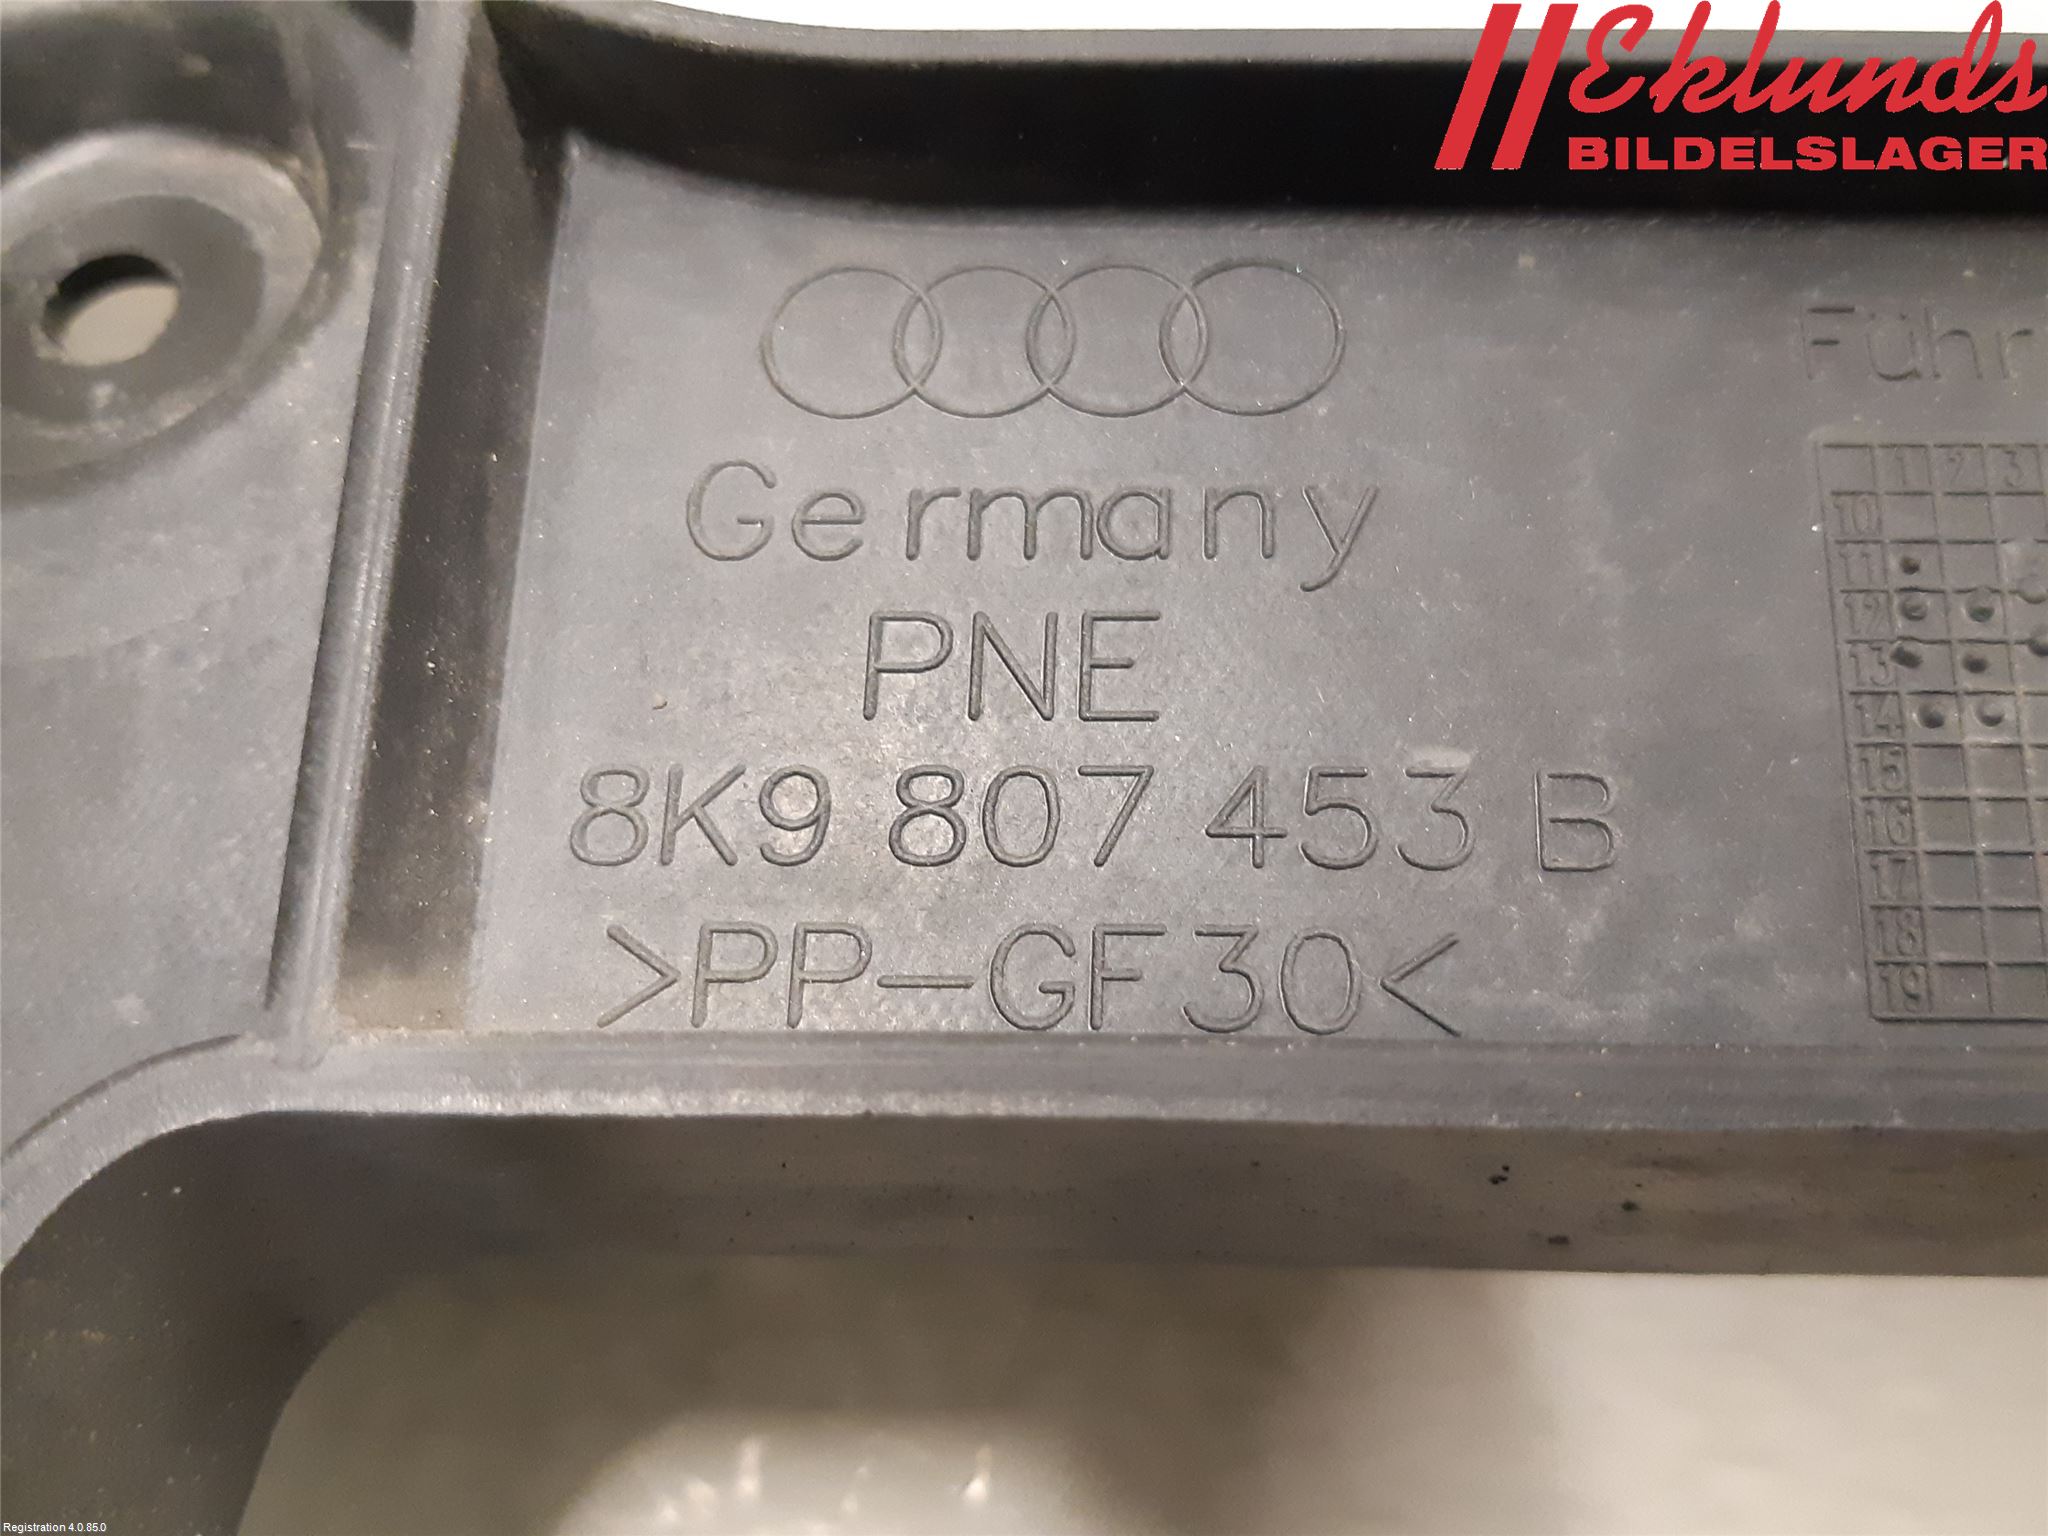 Eklunds
BILDELSLAGER
Führ
Germany
PNE
8K9 807 453 B
>PP-GF30<
1 2 3
10
11
12
13
14
15
16
17
18
19
Registration 4.0.85.0